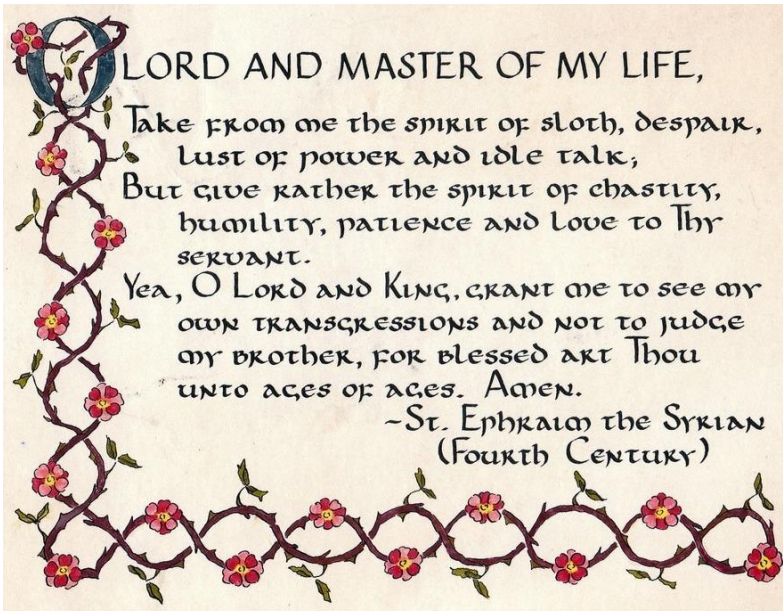 O LORD AND MASTER OF MY LIFE,
Take from me the spirit of sloth, despair,
lust of power and idle talk;
But give rather the spirit of chastity,
humility, patience and love to Thy
servant.
Yea, O Lord and King, grant me to see my
own transgressions and not to judge
my brother, for blessed art Thou
unto ages of ages. Amen.
~St. Ephraim the Syrian
(Fourth Century)